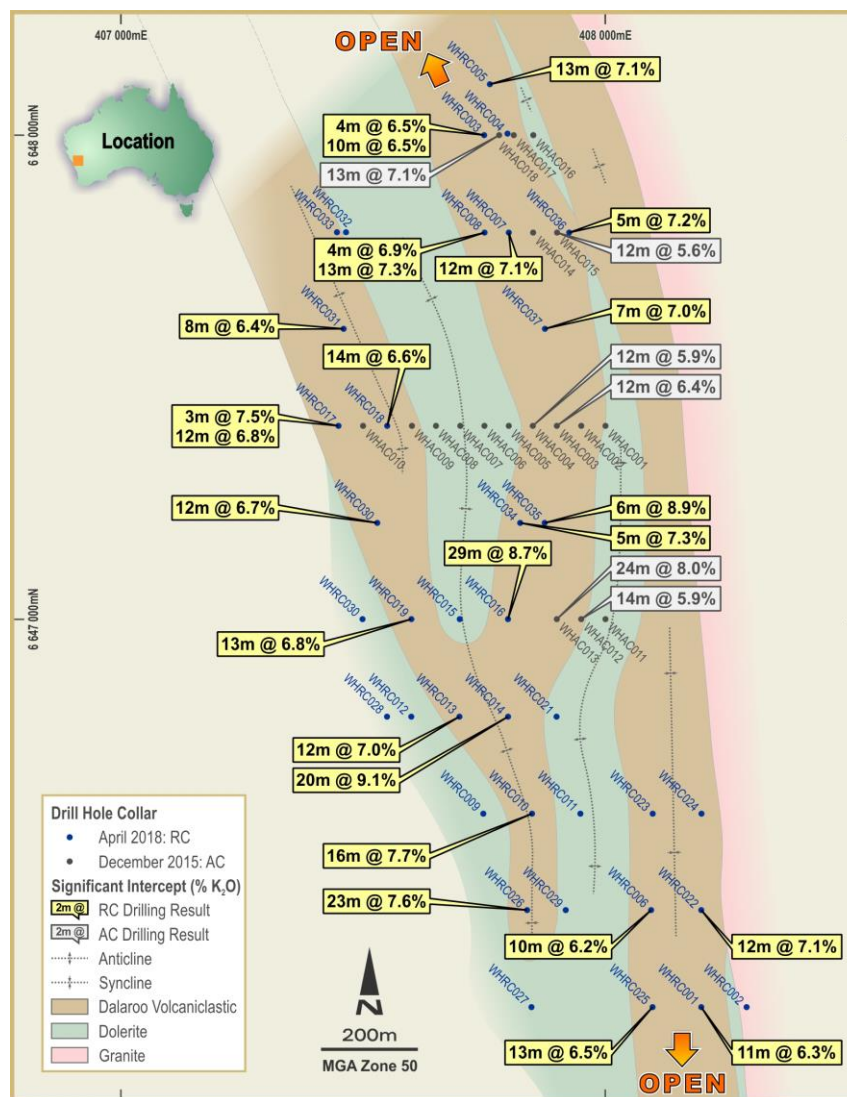 407 000mE
408 000mE
6 648 000mN
6 647 000mN
Location
OPEN
WHRC005
13m @ 7.1%
WHRC003
WHRC004
4m @ 6.5%
10m @ 6.5%
WHAC016
WHAC017
WHAC018
13m @ 7.1%
WHRC032
WHRC033
WHRC008
WHRC007
WHRC036
5m @ 7.2%
4m @ 6.9%
13m @ 7.3%
12m @ 7.1%
WHAC014
WHAC015
12m @ 5.6%
WHRC031
8m @ 6.4%
WHRC037
7m @ 7.0%
14m @ 6.6%
12m @ 5.9%
12m @ 6.4%
WHRC017
WHRC018
3m @ 7.5%
12m @ 6.8%
WHAC010
WHAC009
WHAC008
WHAC007
WHAC006
WHAC005
WHAC004
WHAC003
WHAC002
WHAC001
12m @ 6.7%
WHRC030
WHRC034
WHRC035
6m @ 8.9%
5m @ 7.3%
29m @ 8.7%
24m @ 8.0%
14m @ 5.9%
WHRC030
WHRC019
WHRC015
WHRC016
WHAC013
WHAC012
WHAC011
13m @ 6.8%
WHRC028
WHRC012
WHRC013
WHRC014
WHRC021
12m @ 7.0%
20m @ 9.1%
WHRC009
WHRC010
WHRC011
WHRC023
WHRC024
16m @ 7.7%
23m @ 7.6%
WHRC026
WHRC029
WHRC006
WHRC022
10m @ 6.2%
12m @ 7.1%
WHRC027
WHRC025
WHRC001
WHRC002
13m @ 6.5%
11m @ 6.3%
OPEN
Drill Hole Collar
April 2018: RC
December 2015: AC
Significant Intercept (% K₂O)
2m @ RC Drilling Result
2m @ AC Drilling Result
Anticline
Syncline
Dalaroo Volcaniclastic
Dolerite
Granite
N
200m
MGA Zone 50